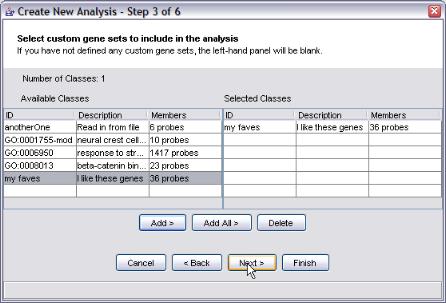 Create New Analysis - Step 3 of 6
Select custom gene sets to include in the analysis
If you have not defined any custom gene sets, the left-hand panel will be blank.
Number of Classes: 1
Available Classes
Selected Classes
ID Description Members
ID Description Members
anotherOne Read in from file 6 probes
my faves I like these genes 36 probes
GO:0001755-mod neural crest cell... 10 probes
GO:0006950 response to str... 1417 probes
GO:0008013 beta-catenin bin... 23 probes
my faves I like these genes 36 probes
Add > Add All > Delete
Cancel < Back Next > Finish